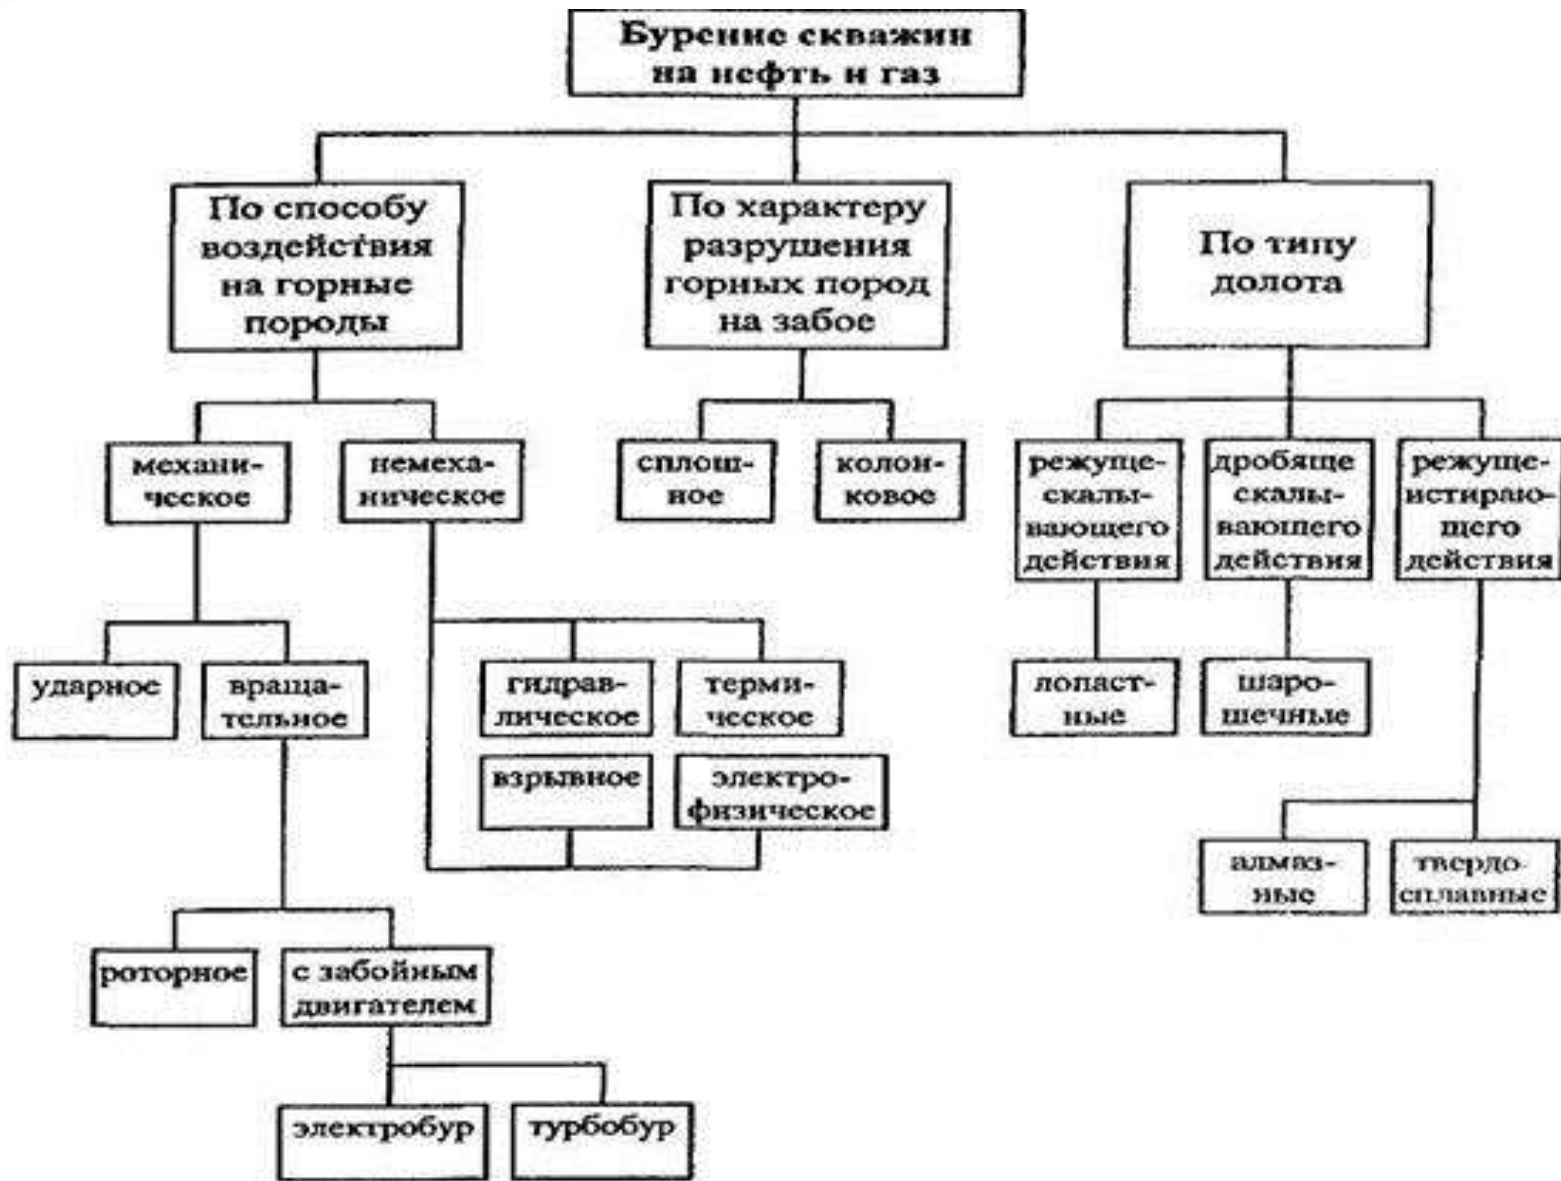 Бурение скважин
на нефть и газ
По способу
воздействия
на горные
породы
По характеру
разрушения
горных пород
на забое
По типу
долота
механи-
ческое
немеха-
ническое
сплош-
ное
колон-
ковое
режуще-
скалы-
вающего
действия
дробяще
скалы-
вающего
действия
режуще-
истираю-
щего
действия
ударное
враща-
тельное
гидрав-
лическое
терми-
ческое
взрывное
электро-
физическое
лопаст-
ные
шаро-
шечные
алмаз-
ные
твердо-
сплавные
роторное
с забойным
двигателем
электробур
турбобур